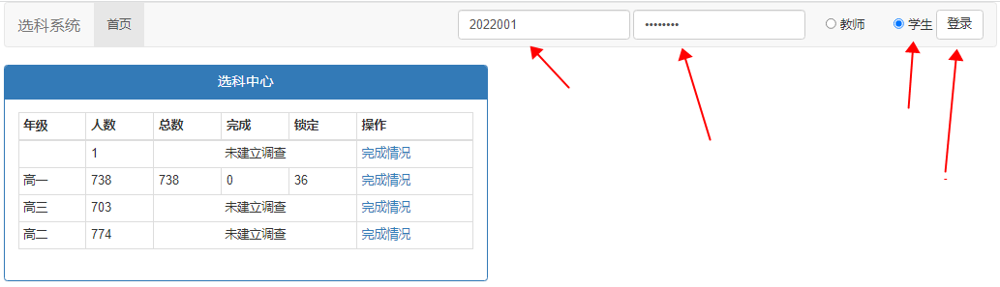 选科系统 首页 2022001 •••••••• 教师 学生 登录
选科中心
年级 人数 总数 完成 锁定 操作
1 未建立调查 完成情况
高一 738 738 0 36 完成情况
高三 703 未建立调查 完成情况
高二 774 未建立调查 完成情况